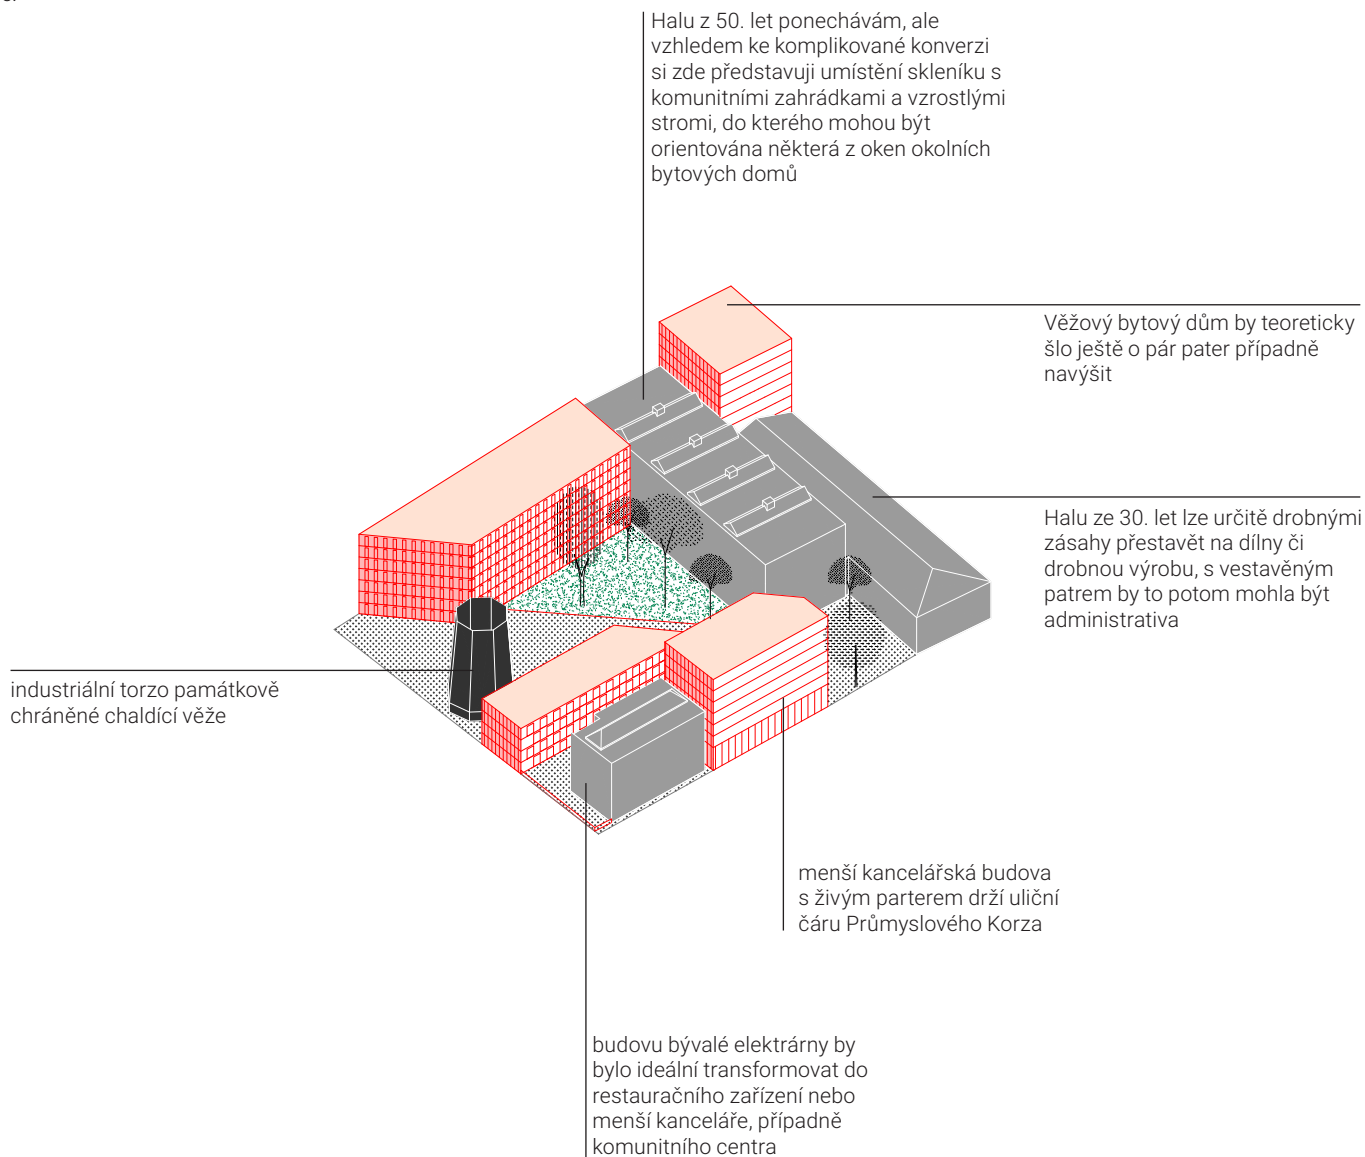 Halu z 50. let ponechávám, ale
vzhledem ke komplikované konverzi
si zde představuji umístění skleníku s
komunitními zahrádkami a vzrostlými
stromi, do kterého mohou být
orientována některá z oken okolních
bytových domů
Věžový bytový dům by teoreticky
šlo ještě o pár pater případně
navýšit
Halu ze 30. let lze určitě drobnými
zásahy přestavět na dílny či
drobnou výrobu, s vestavěným
patrem by to potom mohla být
administrativa
industriální torzo památkově
chráněné chaldící věže
menší kancelářská budova
s živým parterem drží uliční
čáru Průmyslového Korza
budovu bývalé elektrárny by
bylo ideální transformovat do
restauračního zařízení nebo
menší kanceláře, případně
komunitního centra